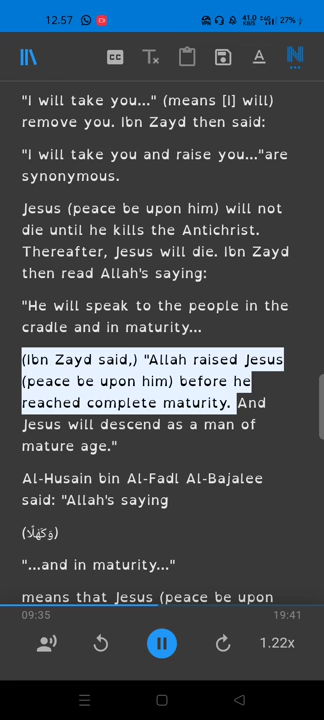 12.57
41.0
KB/S
27%
CC
"I will take you..." (means [I] will)
remove you. Ibn Zayd then said:
"I will take you and raise you..."are
synonymous.
Jesus (peace be upon him) will not
die until he kills the Antichrist.
Thereafter, Jesus will die. Ibn Zayd
then read Allah's saying:
"He will speak to the people in the
cradle and in maturity...
(Ibn Zayd said,) "Allah raised Jesus
(peace be upon him) before he
reached complete maturity. And
Jesus will descend as a man of
mature age."
Al-Husain bin Al-Fadl Al-Bajalee
said: "Allah's saying
(وَكَهْلًا)
"...and in maturity..."
means that Jesus (peace be upon
09:35
19:41
1.22x